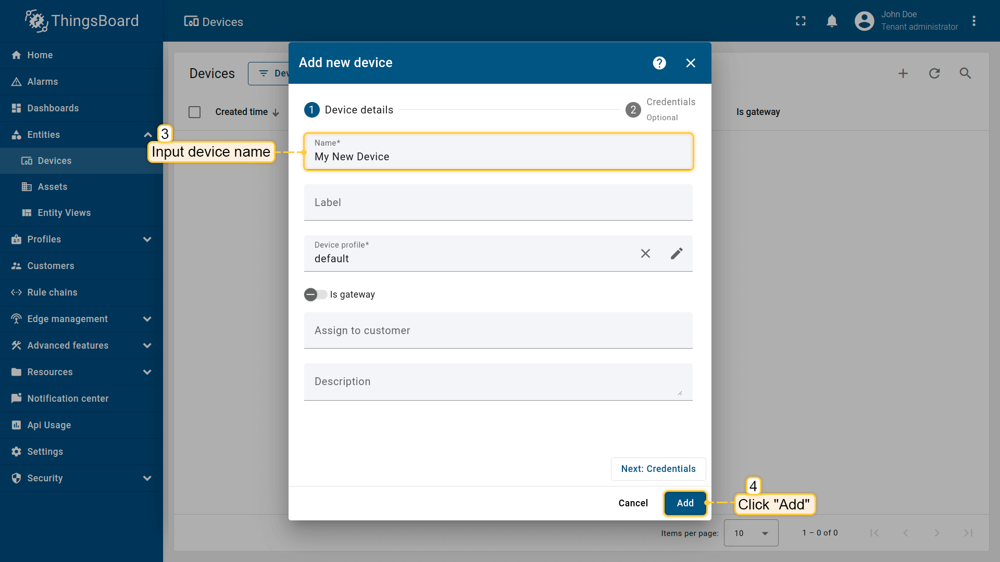 ThingsBoard
Devices
John Doe
Tenant administrator
Home
Alarms
Dashboards
Entities
Devices
Assets
Entity Views
Profiles
Customers
Rule chains
Edge management
Advanced features
Resources
Notification center
Api Usage
Settings
Security
Devices
Dev
Created time
Is gateway
Add new device
1 Device details
2 Credentials
Optional
3
Input device name
Name*
My New Device
Label
Device profile*
default
Is gateway
Assign to customer
Description
Next: Credentials
Cancel
Add
4
Click "Add"
Items per page:
10
1 – 0 of 0